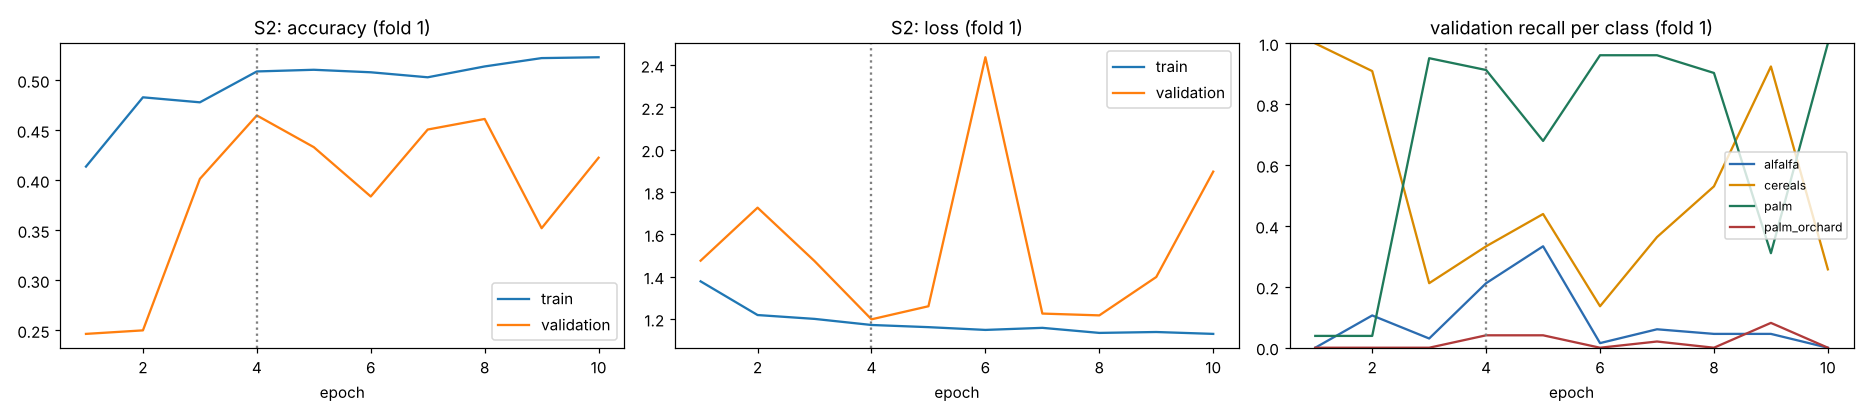 S2: accuracy (fold 1)
0.50
0.45
0.40
0.35
0.30
0.25
train
validation
2 4 6 8 10
epoch
S2: loss (fold 1)
2.4
2.2
2.0
1.8
1.6
1.4
1.2
train
validation
2 4 6 8 10
epoch
validation recall per class (fold 1)
1.0
0.8
0.6
0.4
0.2
0.0
alfalfa
cereals
palm
palm_orchard
2 4 6 8 10
epoch